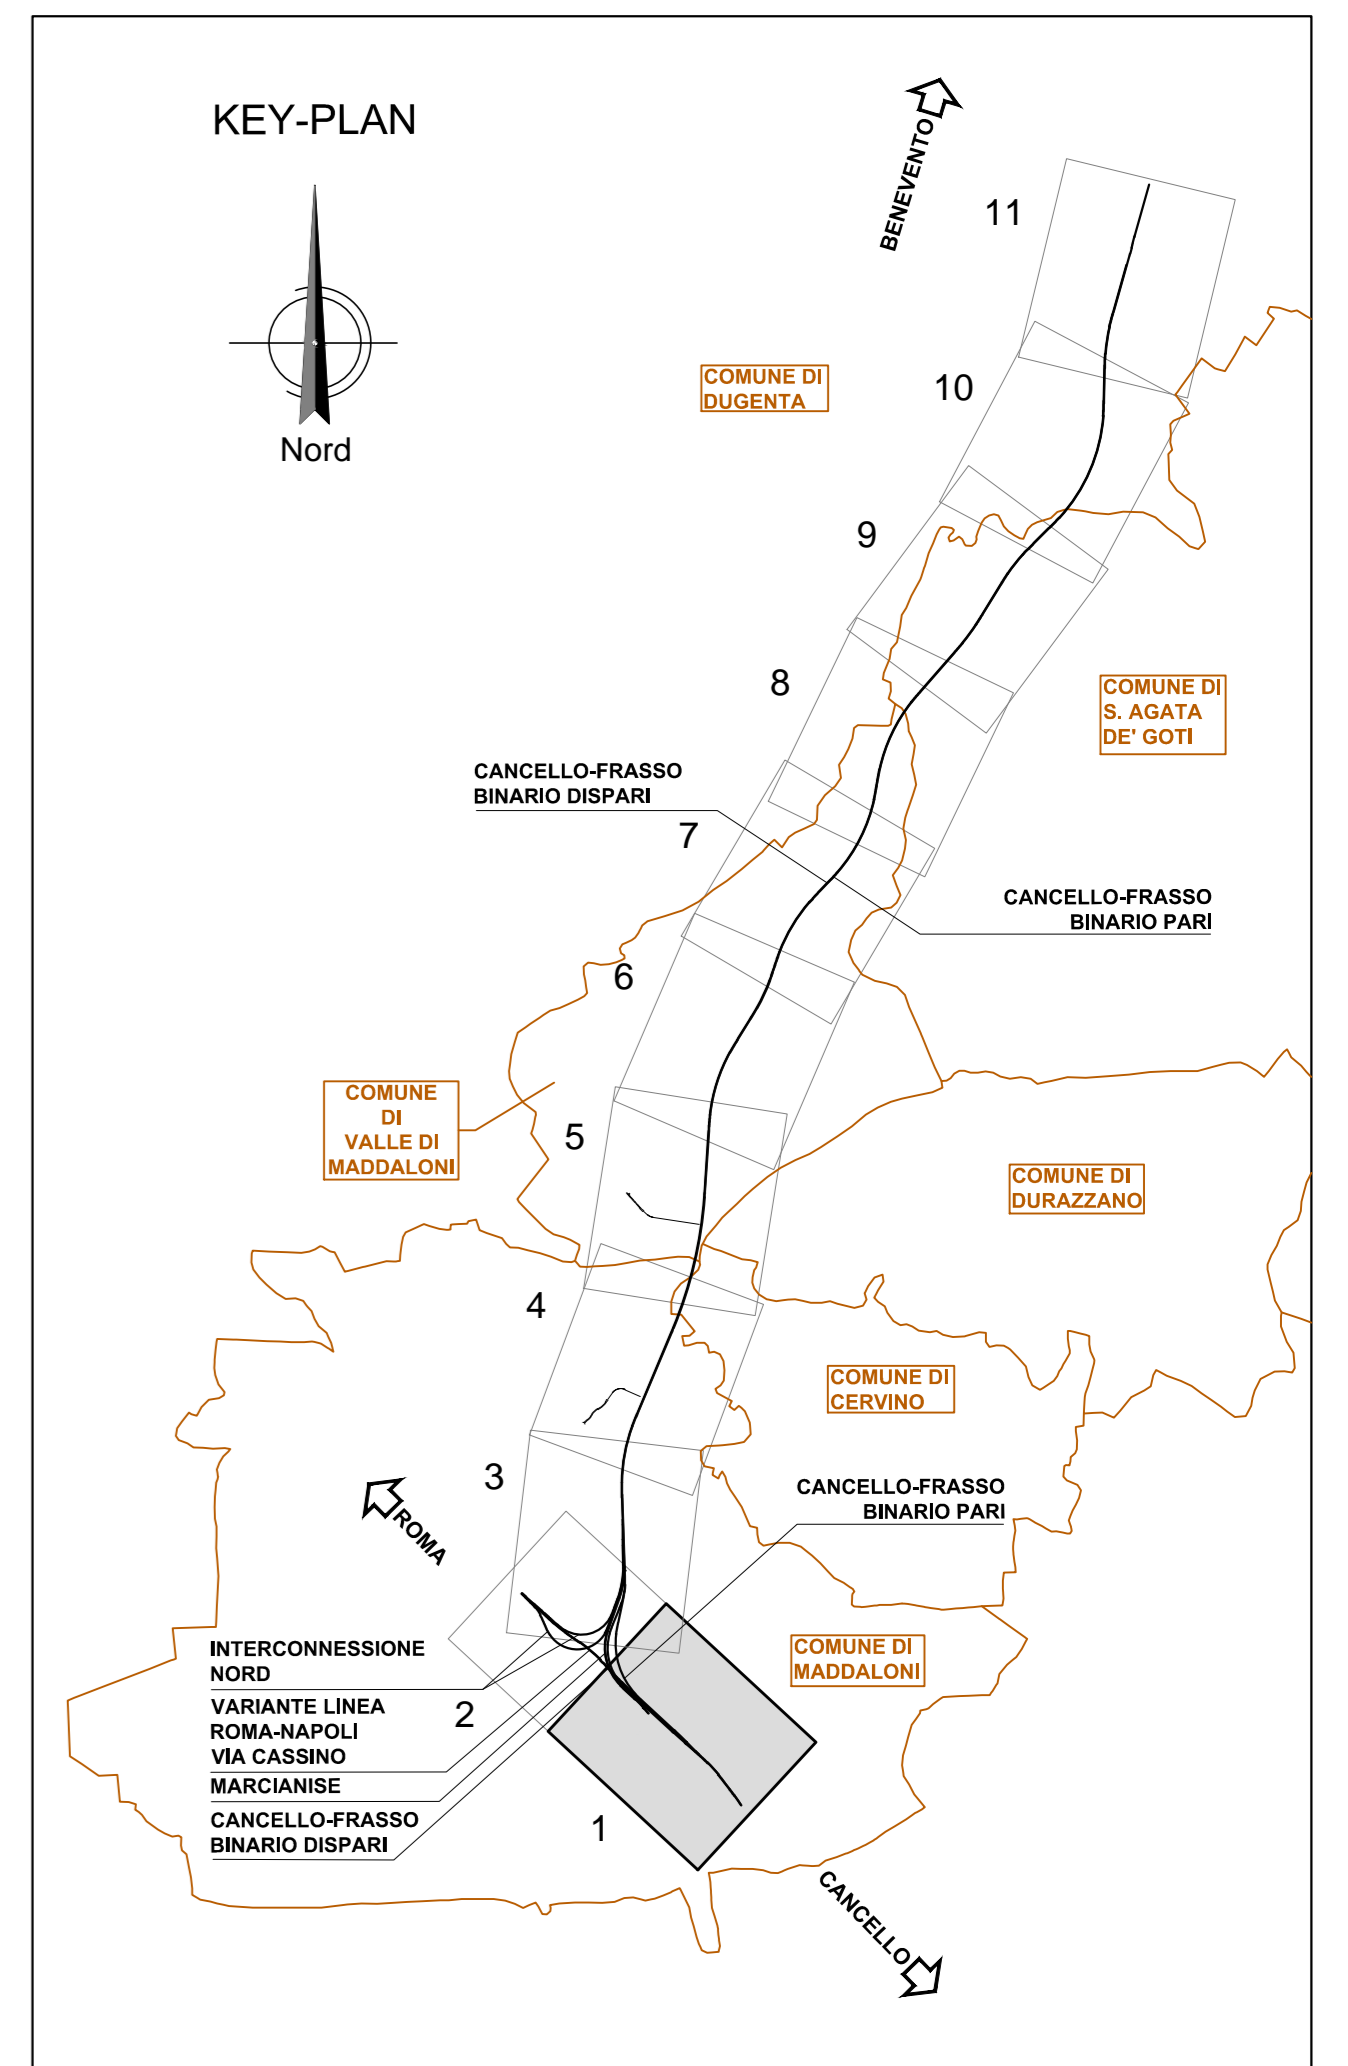 KEY-PLAN
Nord
BENEVENTO
11
COMUNE DI
DUGENTA
10
9
8
COMUNE DI
S. AGATA
DE' GOTI
CANCELLO-FRASSO
BINARIO DISPARI
7
CANCELLO-FRASSO
BINARIO PARI
6
COMUNE
DI
VALLE DI
MADDALONI
5
COMUNE DI
DURAZZANO
4
COMUNE DI
CERVINO
3
CANCELLO-FRASSO
BINARIO PARI
ROMA
INTERCONNESSIONE
NORD
COMUNE DI
MADDALONI
VARIANTE LINEA
ROMA-NAPOLI
VIA CASSINO
2
MARCIANISE
CANCELLO-FRASSO
BINARIO DISPARI
1
CANCELLO